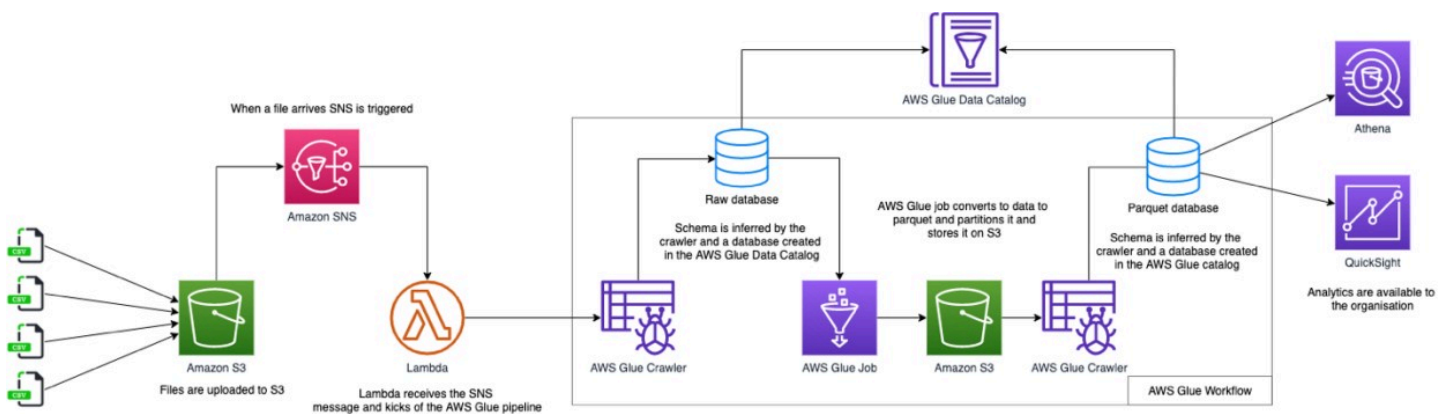 AWS Glue Data Catalog
When a file arrives SNS is triggered
Athena
Amazon SNS
Raw database
AWS Glue job converts to data to
parquet and partitions it and
stores it on S3
Parquet database
Schema is inferred by the
crawler and a database created
in the AWS Glue Data Catalog
Schema is inferred by the
crawler and a database created
in the AWS Glue catalog
QuickSight
Analytics are available to
the organisation
CSV
CSV
CSV
CSV
Amazon S3
Files are uploaded to S3
Lambda
Lambda receives the SNS
message and kicks of the AWS Glue pipeline
AWS Glue Crawler
AWS Glue Job
Amazon S3
AWS Glue Crawler
AWS Glue Workflow